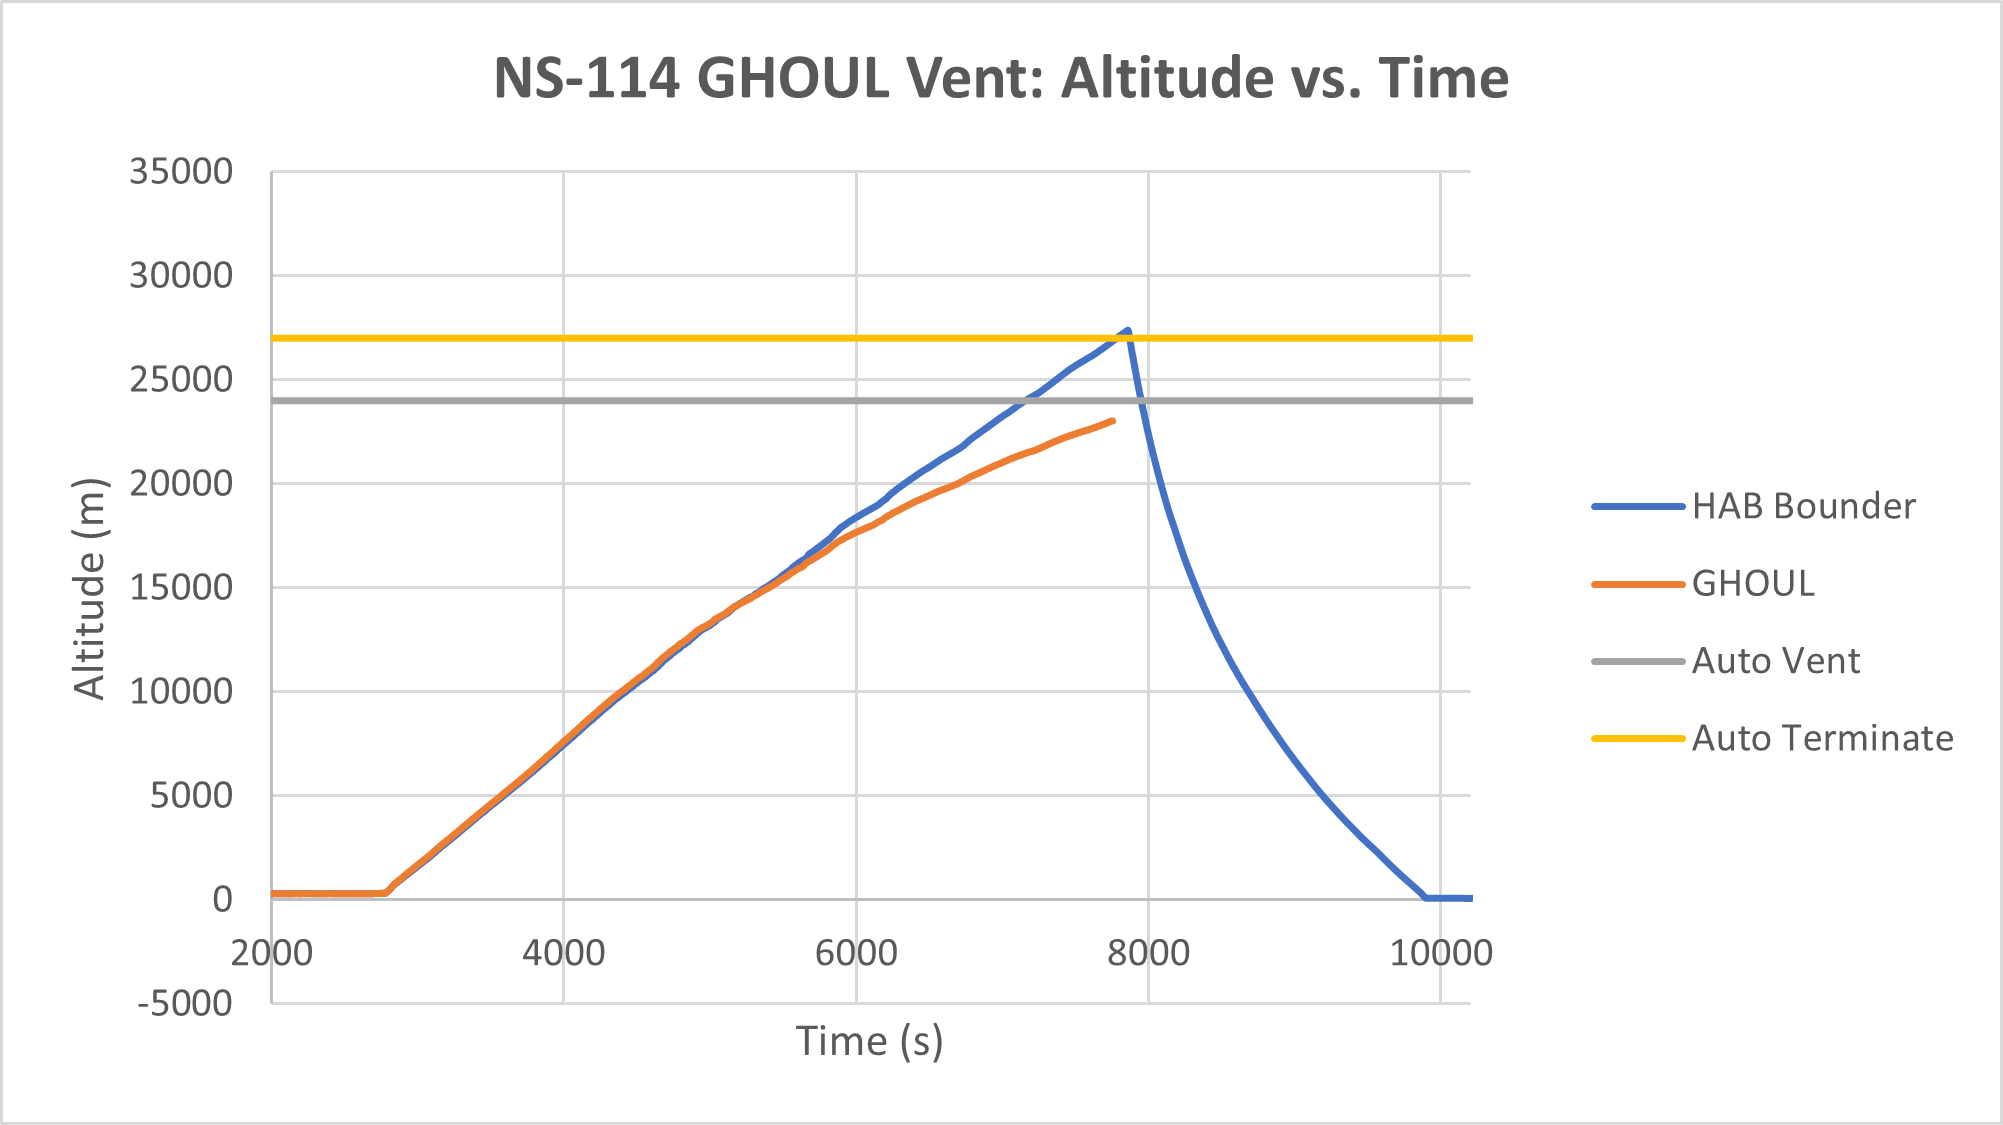 NS-114 GHOUL Vent: Altitude vs. Time
35000
30000
25000
20000
15000
10000
5000
0
-5000
Altitude (m)
2000 4000 6000 8000 10000
Time (s)
HAB Bounder
GHOUL
Auto Vent
Auto Terminate